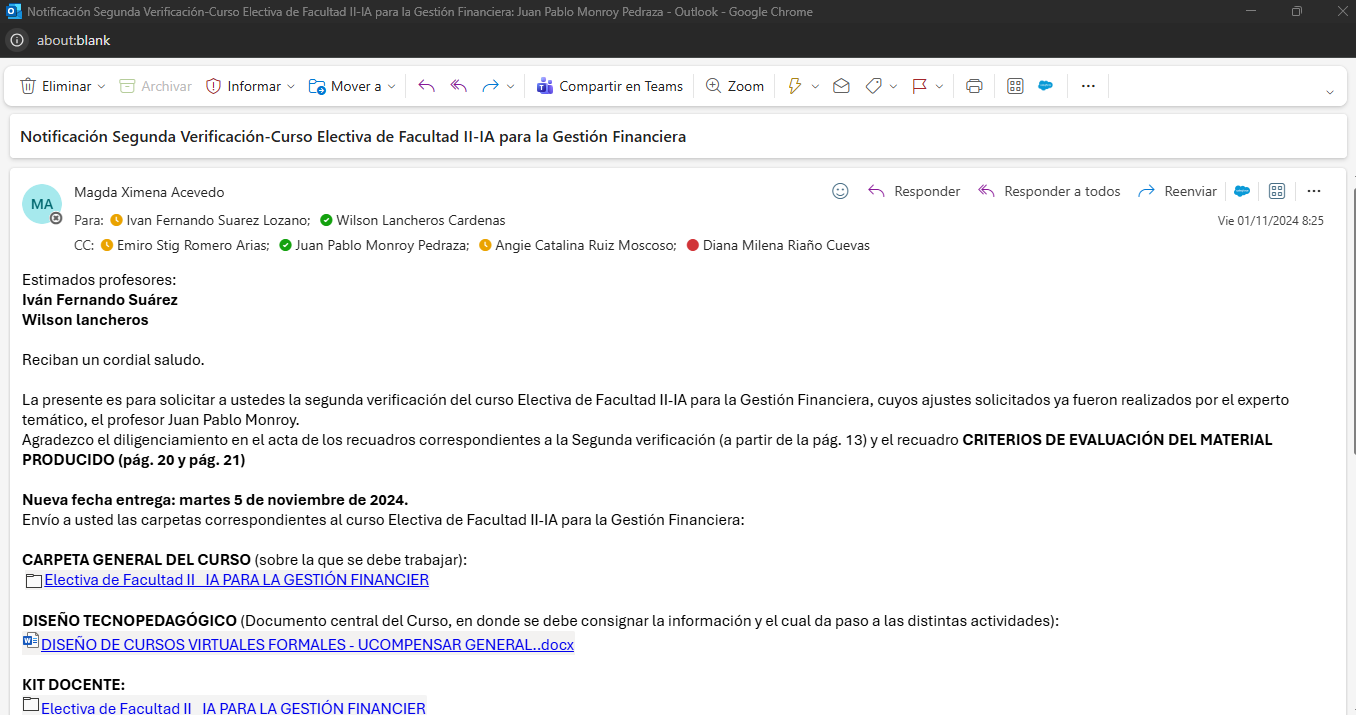 Notificación Segunda Verificación-Curso Electiva de Facultad II-IA para la Gestión Financiera: Juan Pablo Monroy Pedraza - Outlook - Google Chrome
about:blank
Eliminar Archivar Informar Mover a Compartir en Teams Zoom
Notificación Segunda Verificación-Curso Electiva de Facultad II-IA para la Gestión Financiera
MA
Magda Ximena Acevedo
Responder Responder a todos Reenviar
Para: Ivan Fernando Suarez Lozano; Wilson Lancheros Cardenas
Vie 01/11/2024 8:25
CC: Emiro Stig Romero Arias; Juan Pablo Monroy Pedraza; Angie Catalina Ruiz Moscoso; Diana Milena Riaño Cuevas
Estimados profesores:
Iván Fernando Suárez
Wilson lancheros
Reciban un cordial saludo.
La presente es para solicitar a ustedes la segunda verificación del curso Electiva de Facultad II-IA para la Gestión Financiera, cuyos ajustes solicitados ya fueron realizados por el experto
temático, el profesor Juan Pablo Monroy.
Agradezco el diligenciamiento en el acta de los recuadros correspondientes a la Segunda verificación (a partir de la pág. 13) y el recuadro CRITERIOS DE EVALUACIÓN DEL MATERIAL
PRODUCIDO (pág. 20 y pág. 21)
Nueva fecha entrega: martes 5 de noviembre de 2024.
Envío a usted las carpetas correspondientes al curso Electiva de Facultad II-IA para la Gestión Financiera:
CARPETA GENERAL DEL CURSO (sobre la que se debe trabajar):
Electiva de Facultad II_ IA PARA LA GESTIÓN FINANCIER
DISEÑO TECNOPEDAGÓGICO (Documento central del Curso, en donde se debe consignar la información y el cual da paso a las distintas actividades):
DISEÑO DE CURSOS VIRTUALES FORMALES - UCOMPENSAR GENERAL..docx
KIT DOCENTE:
Electiva de Facultad II_ IA PARA LA GESTIÓN FINANCIER